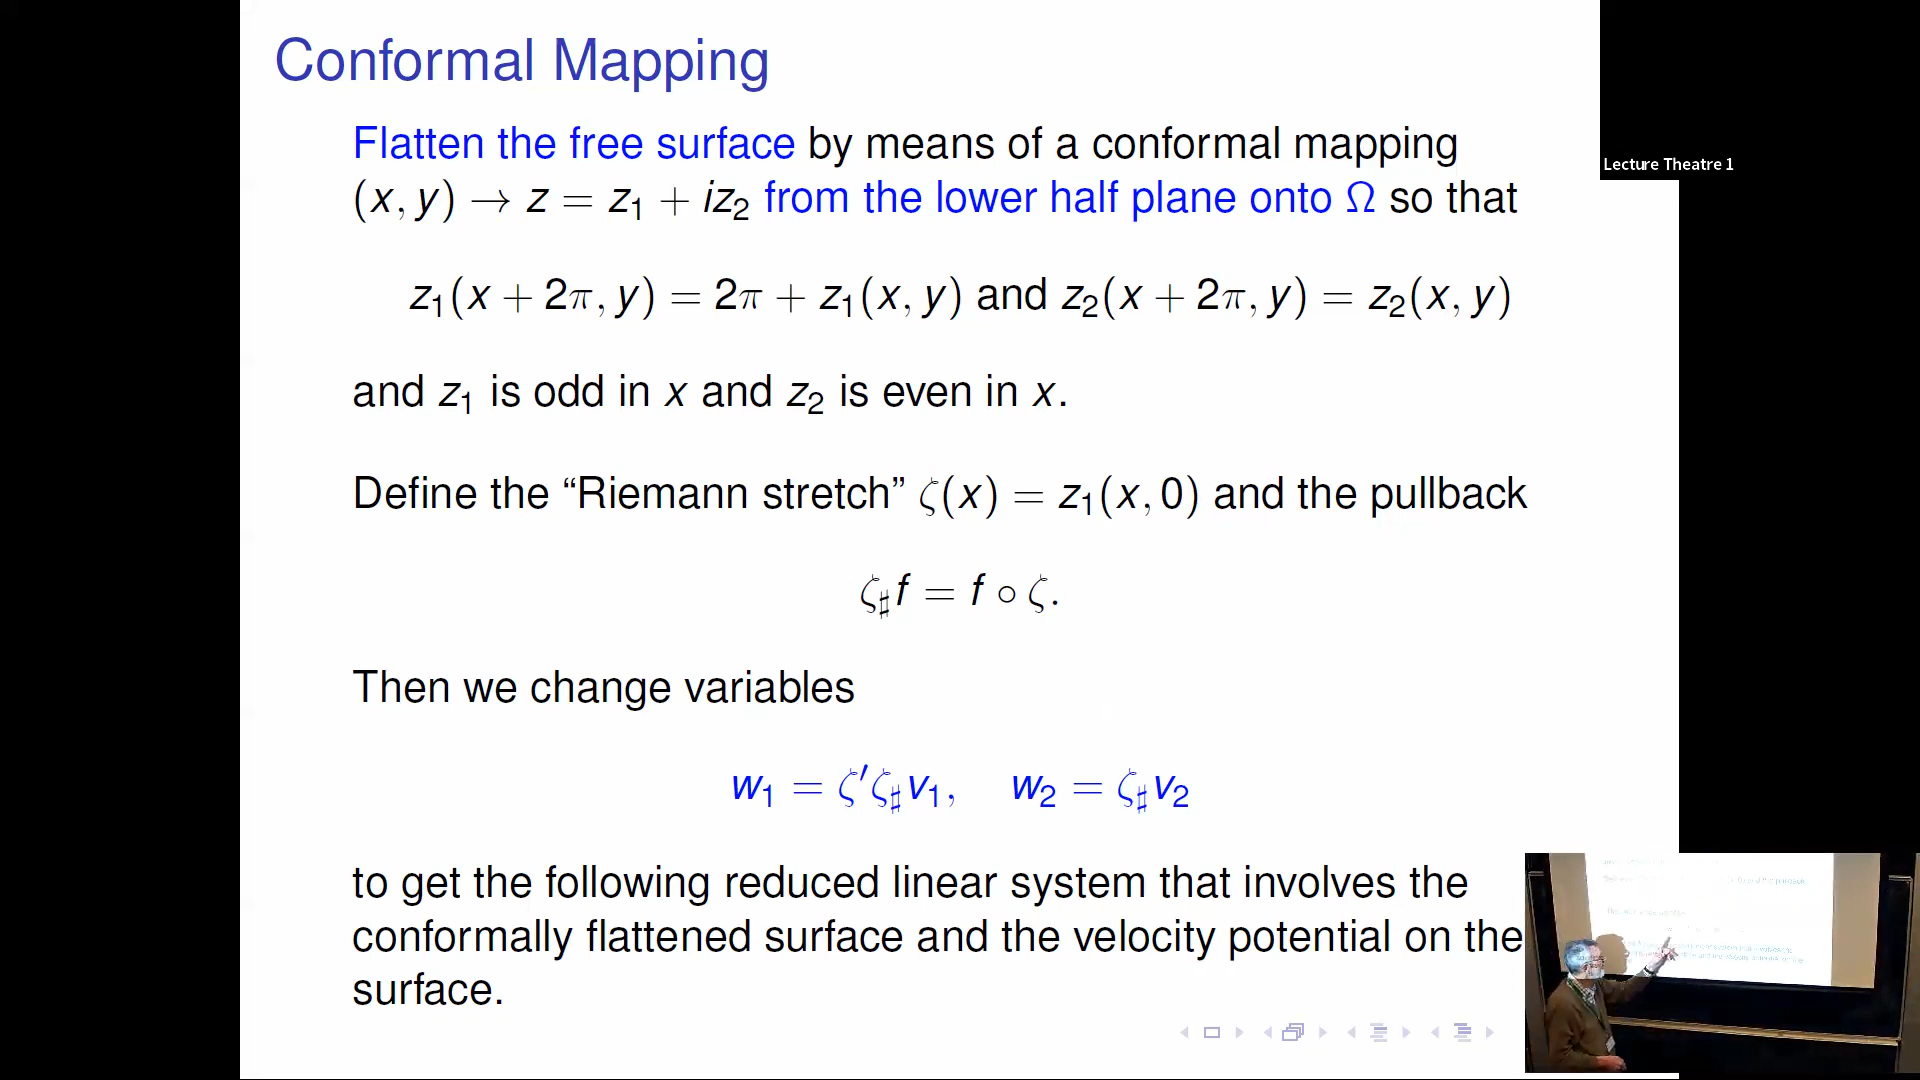 Conformal Mapping
Flatten the free surface by means of a conformal mapping
(x, y) → z = z₁ + iz₂ from the lower half plane onto Ω so that
z₁(x + 2π, y) = 2π + z₁(x, y) and z₂(x + 2π, y) = z₂(x, y)
and z₁ is odd in x and z₂ is even in x.
Define the “Riemann stretch” ζ(x) = z₁(x, 0) and the pullback
ζ♯f = f ∘ ζ.
Then we change variables
w₁ = ζ′ζ♯v₁, w₂ = ζ♯v₂
to get the following reduced linear system that involves the
conformally flattened surface and the velocity potential on the
surface.
Lecture Theatre 1